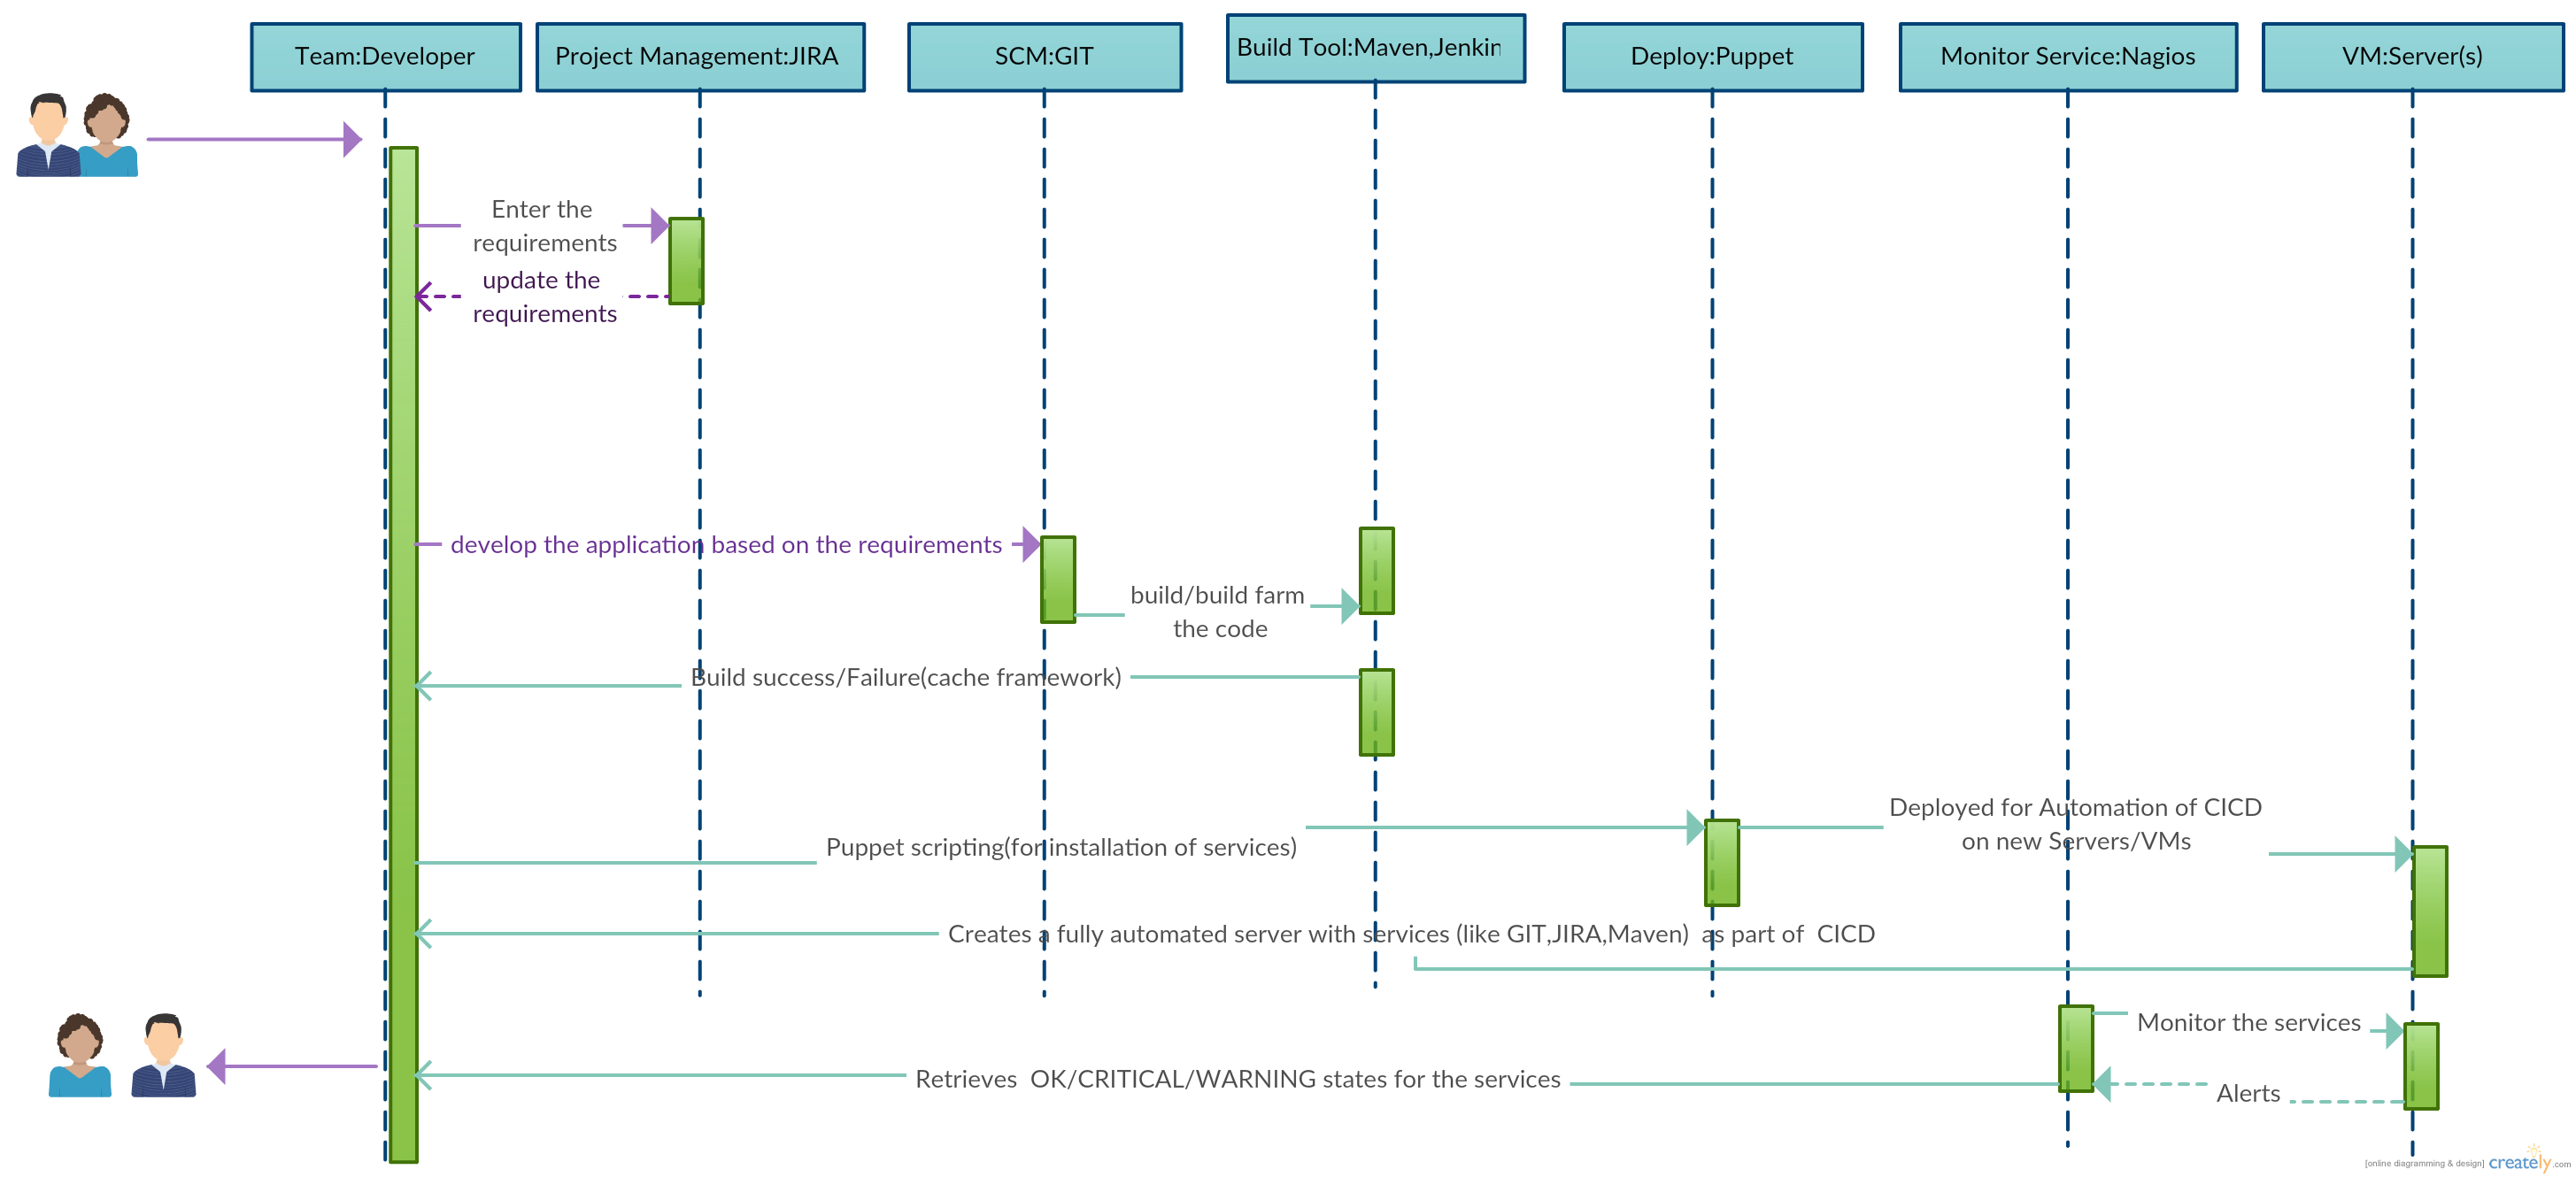 Team:Developer
Project Management:JIRA
SCM:GIT
Build Tool:Maven,Jenkin
Deploy:Puppet
Monitor Service:Nagios
VM:Server(s)
Enter the
requirements
update the
requirements
develop the application based on the requirements
build/build farm
the code
Build success/Failure(cache framework)
Deployed for Automation of CICD
on new Servers/VMs
Puppet scripting(for installation of services)
Creates a fully automated server with services (like GIT,JIRA,Maven)  as part of  CICD
Monitor the services
Retrieves  OK/CRITICAL/WARNING states for the services
Alerts
[online diagramming & design] creately.com